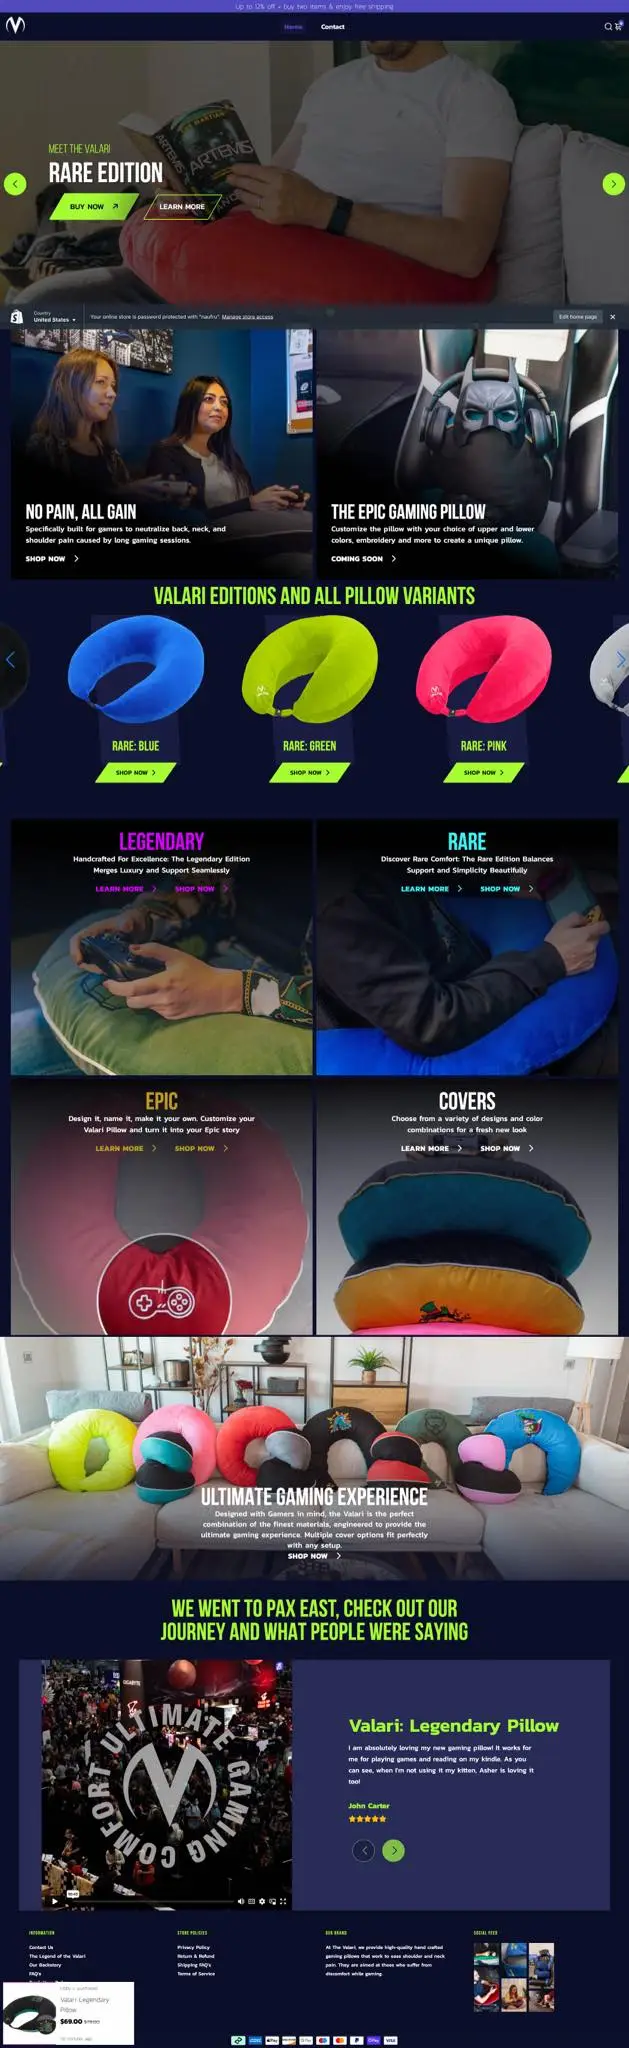 Up to 12% off + buy two items & enjoy free shipping
Home
Contact
MEET THE VALARI
RARE EDITION
BUY NOW
LEARN MORE
ARTEMIS
Country
United States
Your online store is password protected with "naufru". Manage store access
Edit home page
NO PAIN, ALL GAIN
Specifically built for gamers to neutralize back, neck, and
shoulder pain caused by long gaming sessions.
SHOP NOW
THE EPIC GAMING PILLOW
Customize the pillow with your choice of upper and lower
colors, embroidery and more to create a unique pillow.
COMING SOON
VALARI EDITIONS AND ALL PILLOW VARIANTS
RARE: BLUE
RARE: GREEN
RARE: PINK
SHOP NOW
SHOP NOW
SHOP NOW
LEGENDARY
Handcrafted For Excellence: The Legendary Edition
Merges Luxury and Support Seamlessly
LEARN MORE
SHOP NOW
RARE
Discover Rare Comfort: The Rare Edition Balances
Support and Simplicity Beautifully
LEARN MORE
SHOP NOW
EPIC
Design it, name it, make it your own. Customize your
Valari Pillow and turn it into your Epic story
LEARN MORE
SHOP NOW
COVERS
Choose from a variety of designs and color
combinations for a fresh new look
LEARN MORE
SHOP NOW
ULTIMATE GAMING EXPERIENCE
Designed with Gamers in mind, the Valari is the perfect
combination of the finest materials, engineered to provide the
ultimate gaming experience. Multiple cover options fit perfectly
with any setup.
SHOP NOW
WE WENT TO PAX EAST, CHECK OUT OUR
JOURNEY AND WHAT PEOPLE WERE SAYING
ULTIMATE GAMING COMFORT
Valari: Legendary Pillow
I am absolutely loving my new gaming pillow! It works for
me for playing games and reading on my kindle. As you
can see, when I'm not using it my kitten, Asher is loving it
too!
John Carter
INFORMATION
Contact Us
The Legend of the Valari
Our Backstory
FAQ's
STORE POLICIES
Privacy Policy
Return & Refund
Shipping FAQ's
Terms of Service
OUR BRAND
At The Valari, we provide high-quality hand crafted
gaming pillows that work to ease shoulder and neck
pain. They are aimed at those who suffer from
discomfort while gaming.
SOCIAL FEED
Valari Legendary
Pillow
$69.00
minutes ago
VISA